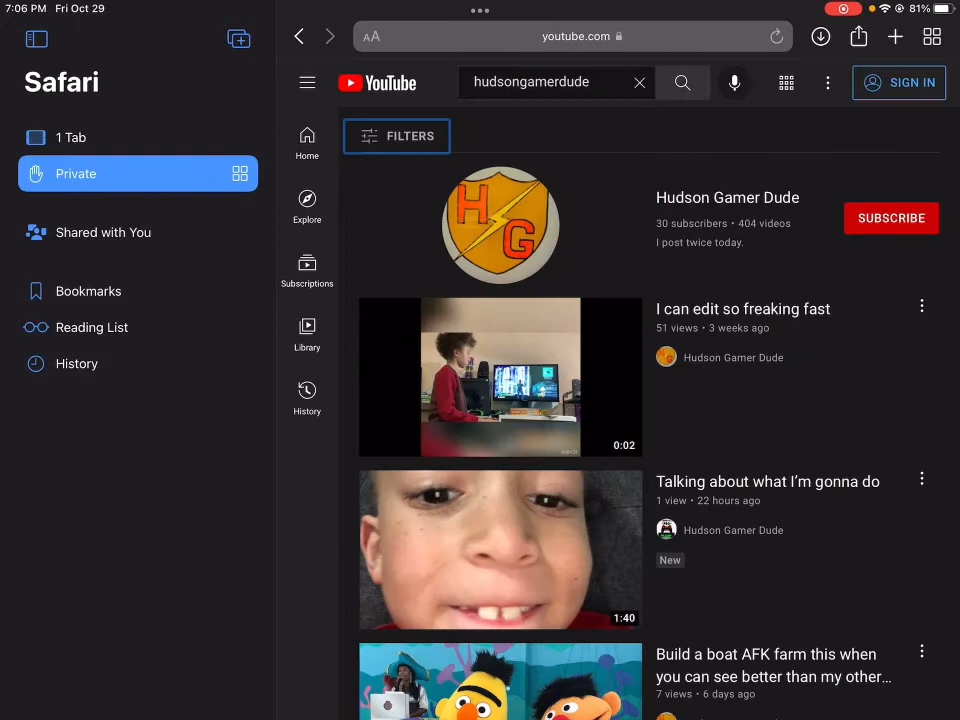 7:06 PM Fri Oct 29
81%
Safari
1 Tab
Private
Shared with You
Bookmarks
Reading List
History
AA
youtube.com
YouTube
hudsongamerdude
SIGN IN
Home
Explore
Subscriptions
Library
History
FILTERS
HG
Hudson Gamer Dude
30 subscribers • 404 videos
I post twice today.
SUBSCRIBE
0:02
I can edit so freaking fast
51 views • 3 weeks ago
Hudson Gamer Dude
1:40
Talking about what I’m gonna do
1 view • 22 hours ago
Hudson Gamer Dude
New
Build a boat AFK farm this when
you can see better than my other...
7 views • 6 days ago